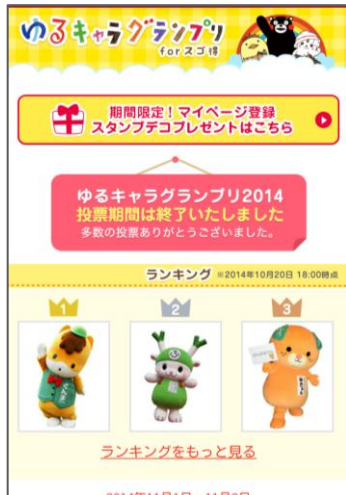 ゆるキャラグランプリ
forスゴ得
期間限定！マイページ登録
スタンプデコプレゼントはこちら
ゆるキャラグランプリ2014
投票期間は終了いたしました
多数の投票ありがとうございました。
ランキング ※2014年10月20日 18:00時点
1 2 3
ランキングをもっと見る